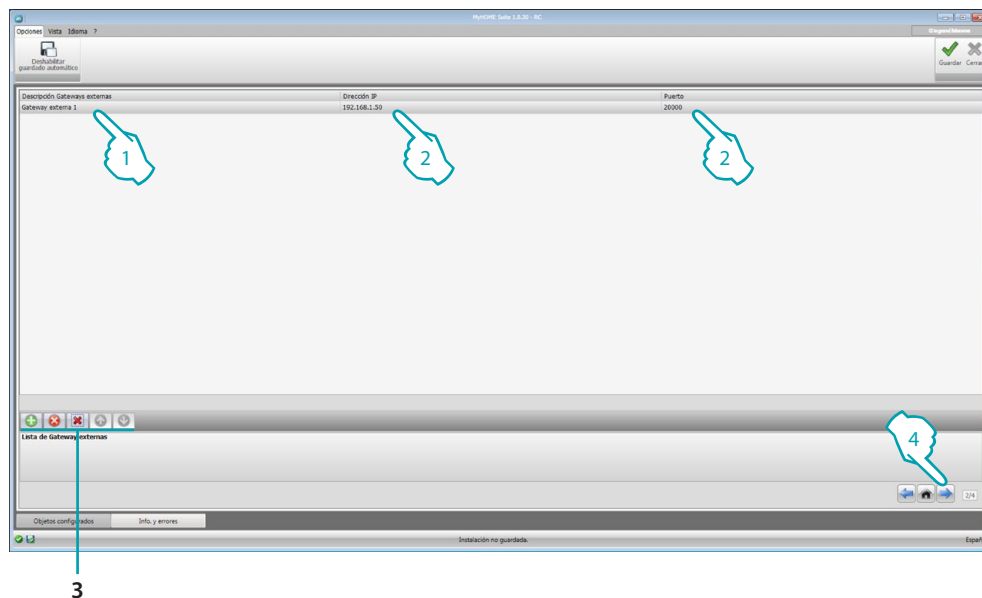 MyHOME Suite 1.0.30 - RC
Opciones Vista Idioma ?
Deshabilitar
guardado automático
Guardar Cerrar
Descripción Gateways externas Dirección IP Puerto
Gateway externa 1 192.168.1.50 20000
1 2 2
Lista de Gateway externas
4
2/4
Objetos configurados Info. y errores
Instalación no guardada. Españ
3